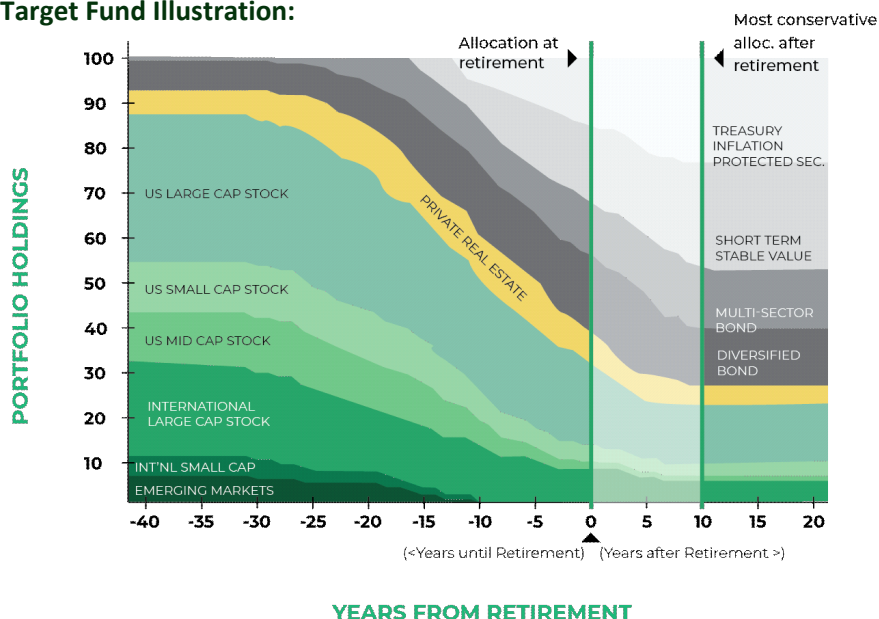 Target Fund Illustration:
Most conservative
alloc. after
retirement
Allocation at
retirement
100
90
80
70
60
50
40
30
20
10
PORTFOLIO HOLDINGS
TREASURY
INFLATION
PROTECTED SEC.
US LARGE CAP STOCK
PRIVATE REAL ESTATE
SHORT TERM
STABLE VALUE
US SMALL CAP STOCK
MULTI-SECTOR
BOND
US MID CAP STOCK
DIVERSIFIED
BOND
INTERNATIONAL
LARGE CAP STOCK
INT'NL SMALL CAP
EMERGING MARKETS
-40 -35 -30 -25 -20 -15 -10 -5 0 5 10 15 20
(<Years until Retirement) (Years after Retirement >)
YEARS FROM RETIREMENT